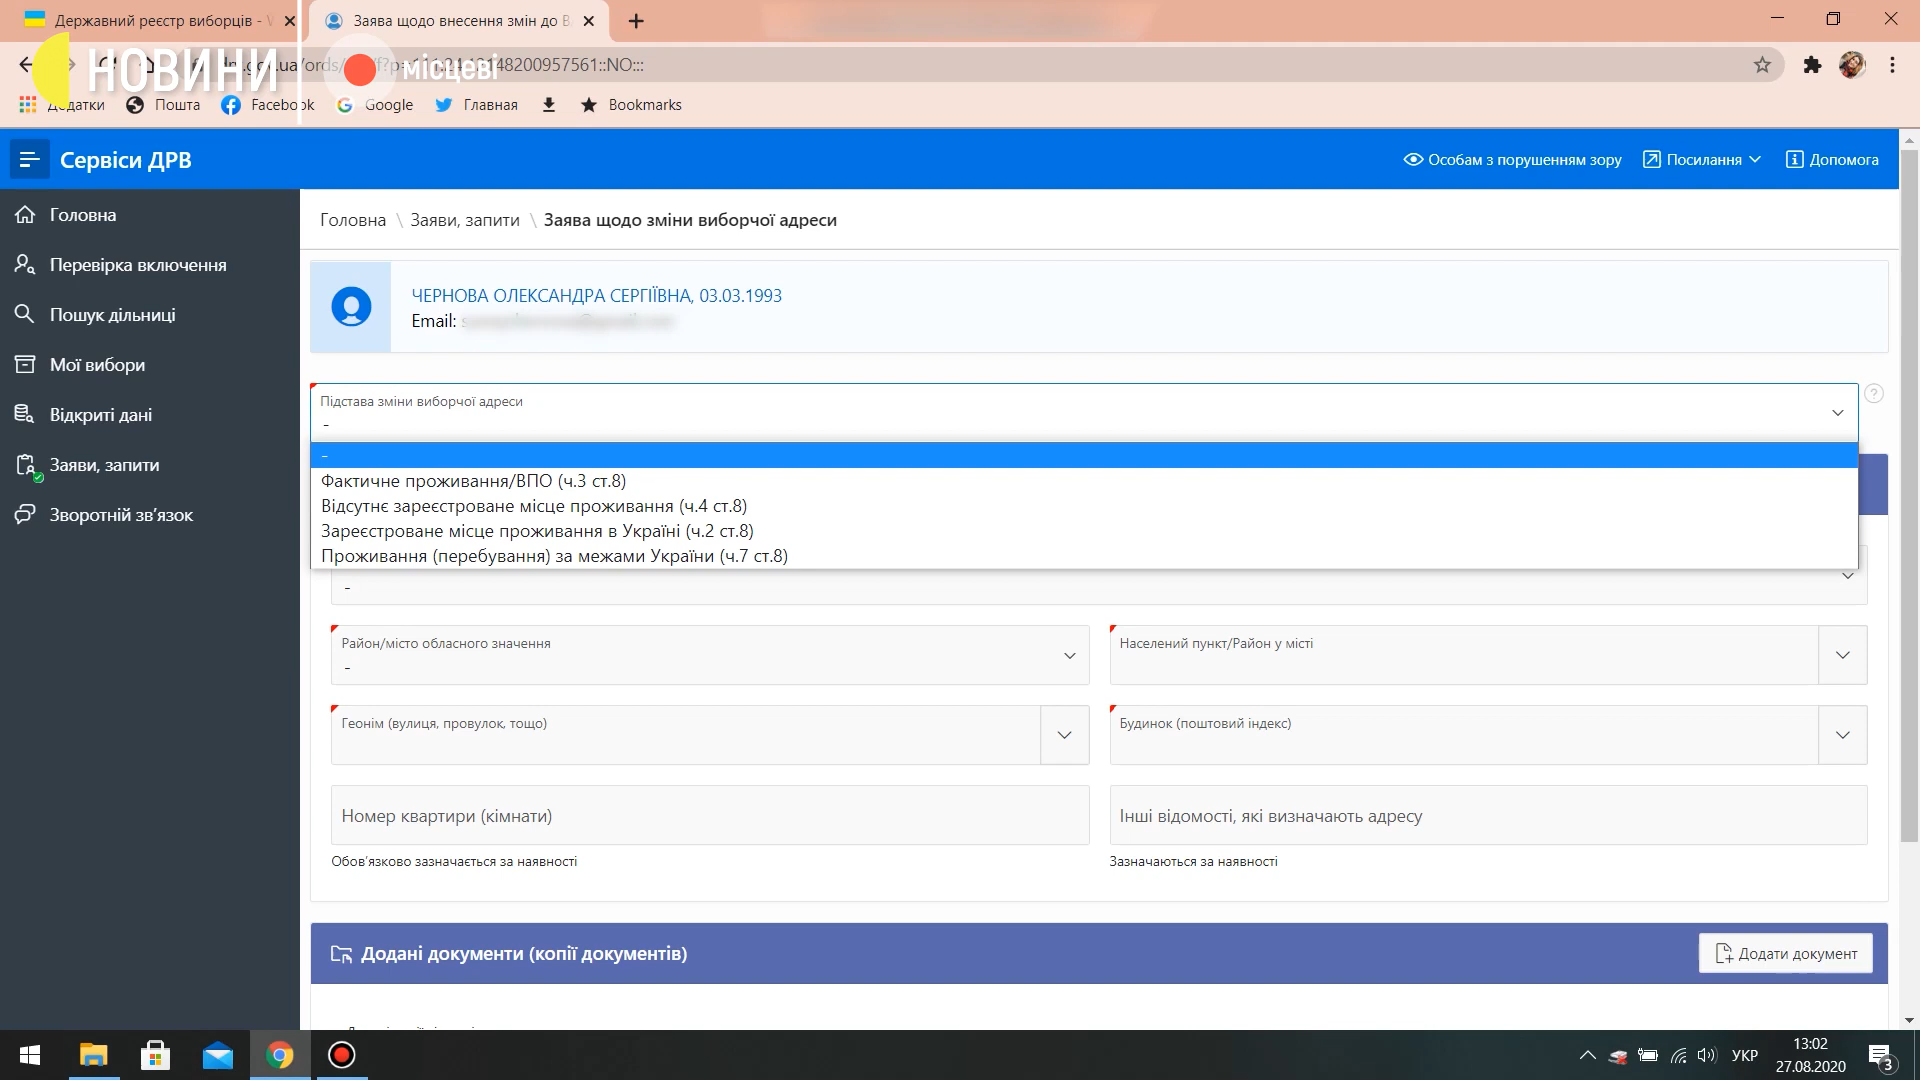 Державний реєстр виборців -
Заява щодо внесення змін до В
НОВИНИ
місцеві
48200957561::NO:::
Додатки
Пошта
Facebook
Google
Главная
Bookmarks
Сервіси ДРВ
Особам з порушенням зору
Посилання
Допомога
Головна
Перевірка включення
Пошук дільниці
Мої вибори
Відкриті дані
Заяви, запити
Зворотній зв’язок
Головна \ Заяви, запити \ Заява щодо зміни виборчої адреси
ЧЕРНОВА ОЛЕКСАНДРА СЕРГІЇВНА, 03.03.1993
Email:
Підстава зміни виборчої адреси
-
-
Фактичне проживання/ВПО (ч.3 ст.8)
Відсутнє зареєстроване місце проживання (ч.4 ст.8)
Зареєстроване місце проживання в Україні (ч.2 ст.8)
Проживання (перебування) за межами України (ч.7 ст.8)
-
Район/місто обласного значення
-
Населений пункт/Район у місті
Геонім (вулиця, провулок, тощо)
Будинок (поштовий індекс)
Номер квартири (кімнати)
Інші відомості, які визначають адресу
Обов’язково зазначається за наявності
Зазначаються за наявності
Додані документи (копії документів)
Додати документ
УКР
13:02
27.08.2020
3